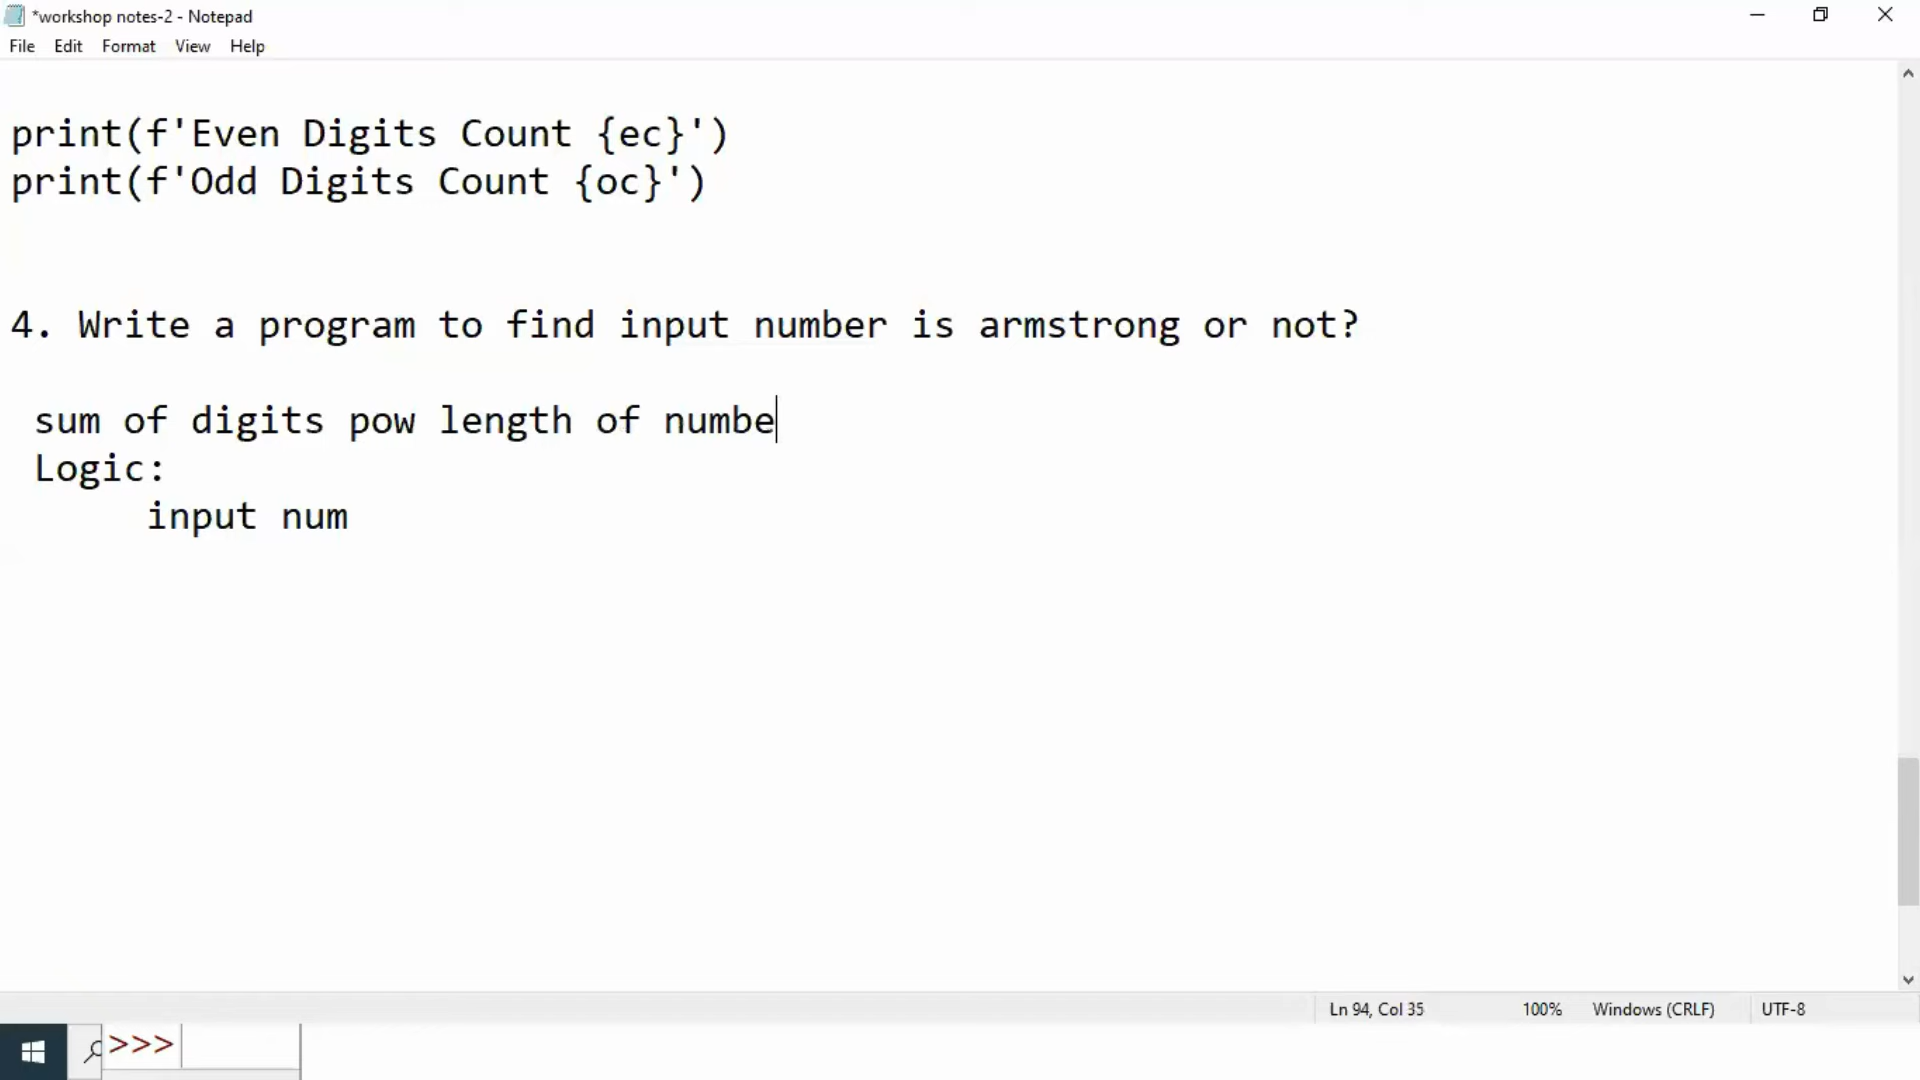 *workshop notes-2 - Notepad
File Edit Format View Help
print(f'Even Digits Count {ec}')
print(f'Odd Digits Count {oc}')
4. Write a program to find input number is armstrong or not?
sum of digits pow length of numbe
Logic:
input num
Ln 94, Col 35 100% Windows (CRLF) UTF-8
>>>